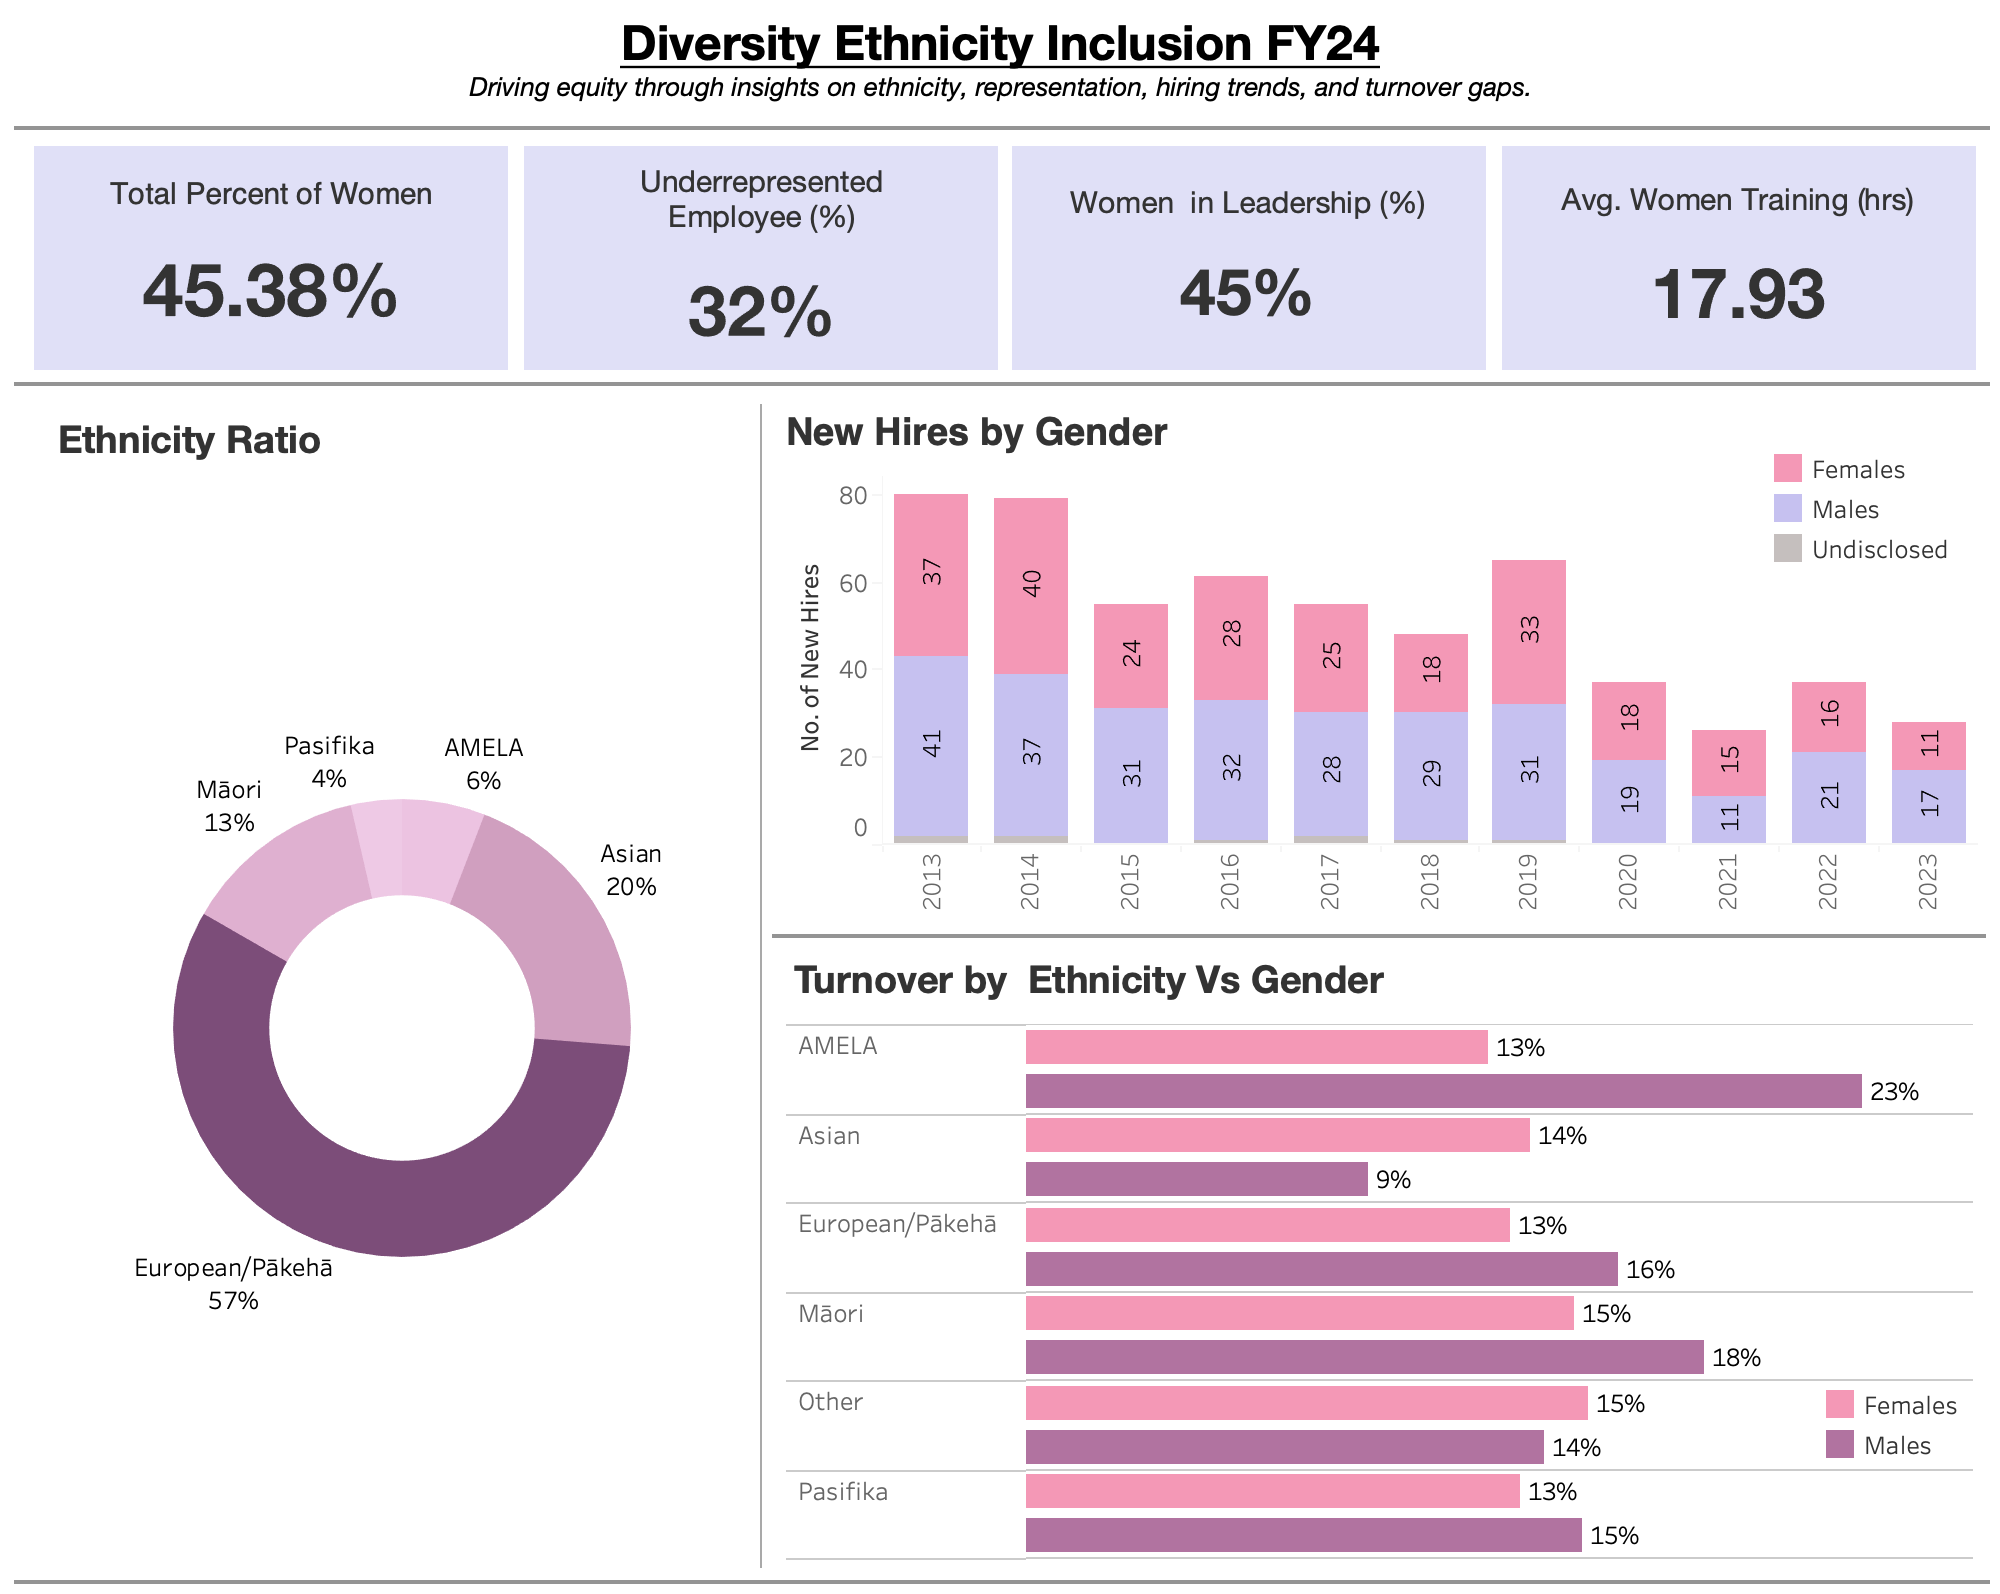 Diversity Ethnicity Inclusion FY24
Driving equity through insights on ethnicity, representation, hiring trends, and turnover gaps.
Total Percent of Women
45.38%
Underrepresented
Employee (%)
32%
Women  in Leadership (%)
45%
Avg. Women Training (hrs)
17.93
Ethnicity Ratio
Pasifika
4%
AMELA
6%
Māori
13%
Asian
20%
European/Pākehā
57%
New Hires by Gender
Females
Males
Undisclosed
No. of New Hires
80
60
40
20
0
37
40
24
28
25
18
33
18
15
16
11
41
37
31
32
28
29
31
19
11
21
17
2013
2014
2015
2016
2017
2018
2019
2020
2021
2022
2023
Turnover by  Ethnicity Vs Gender
AMELA
13%
23%
Asian
14%
9%
European/Pākehā
13%
16%
Māori
15%
18%
Other
15%
14%
Females
Males
Pasifika
13%
15%